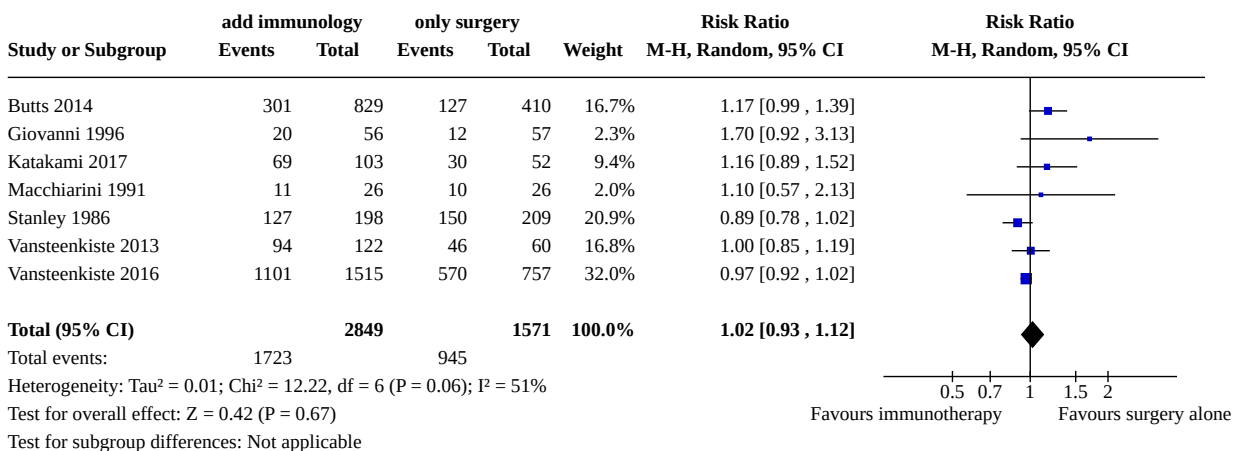 add immunology only surgery Risk Ratio Risk Ratio
Study or Subgroup Events Total Events Total Weight M-H, Random, 95% CI M-H, Random, 95% CI
Butts 2014 301 829 127 410 16.7% 1.17 [0.99 , 1.39]
Giovanni 1996 20 56 12 57 2.3% 1.70 [0.92 , 3.13]
Katakami 2017 69 103 30 52 9.4% 1.16 [0.89 , 1.52]
Macchiarini 1991 11 26 10 26 2.0% 1.10 [0.57 , 2.13]
Stanley 1986 127 198 150 209 20.9% 0.89 [0.78 , 1.02]
Vansteenkiste 2013 94 122 46 60 16.8% 1.00 [0.85 , 1.19]
Vansteenkiste 2016 1101 1515 570 757 32.0% 0.97 [0.92 , 1.02]
Total (95% CI) 2849 1571 100.0% 1.02 [0.93 , 1.12]
Total events: 1723 945
Heterogeneity: Tau² = 0.01; Chi² = 12.22, df = 6 (P = 0.06); I² = 51%
0.5 0.7 1 1.5 2
Test for overall effect: Z = 0.42 (P = 0.67) Favours immunotherapy Favours surgery alone
Test for subgroup differences: Not applicable